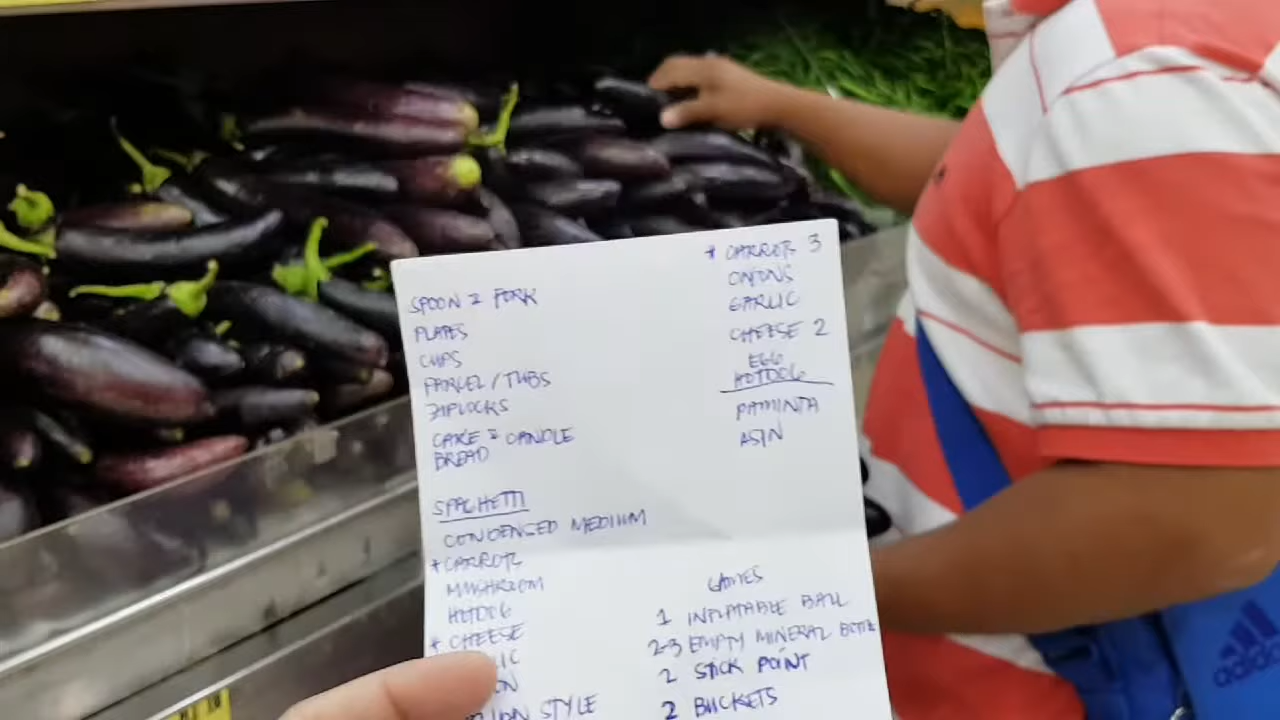 SPOON & FORK
PLATES
CUPS
PARCEL / TUBS
ZIPLOCKS
CAKE & CANDLE
BREAD
SPAGHETTI
CONDENSED MEDIUM
* CARROTS
MUSHROOM
HOTDOG
* CHEESE
STYLE
* CARROTS 3
ONIONS
GARLIC
CHEESE 2
EGG
HOTDOG
PAMINTA
ASIN
GAMES
1 INFLATABLE BALL
2-3 EMPTY MINERAL BOTTLE
2 STICK POINT
2 BUCKETS
adidas